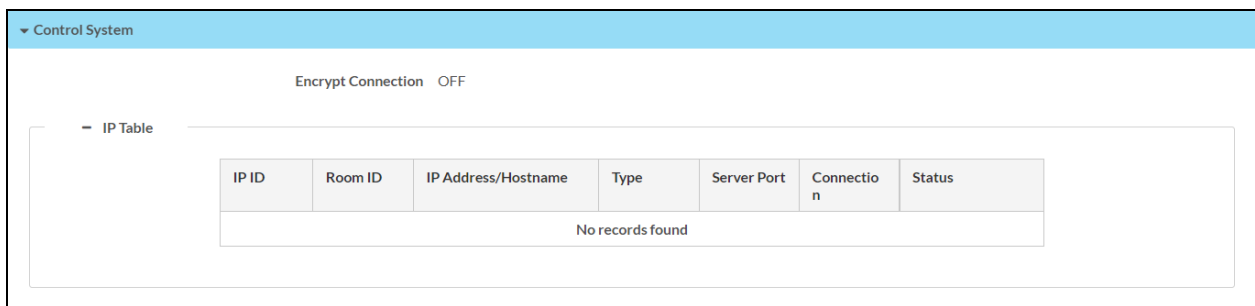 Control System
Encrypt Connection OFF
IP Table
IP ID Room ID IP Address/Hostname Type Server Port Connectio Status
n
No records found